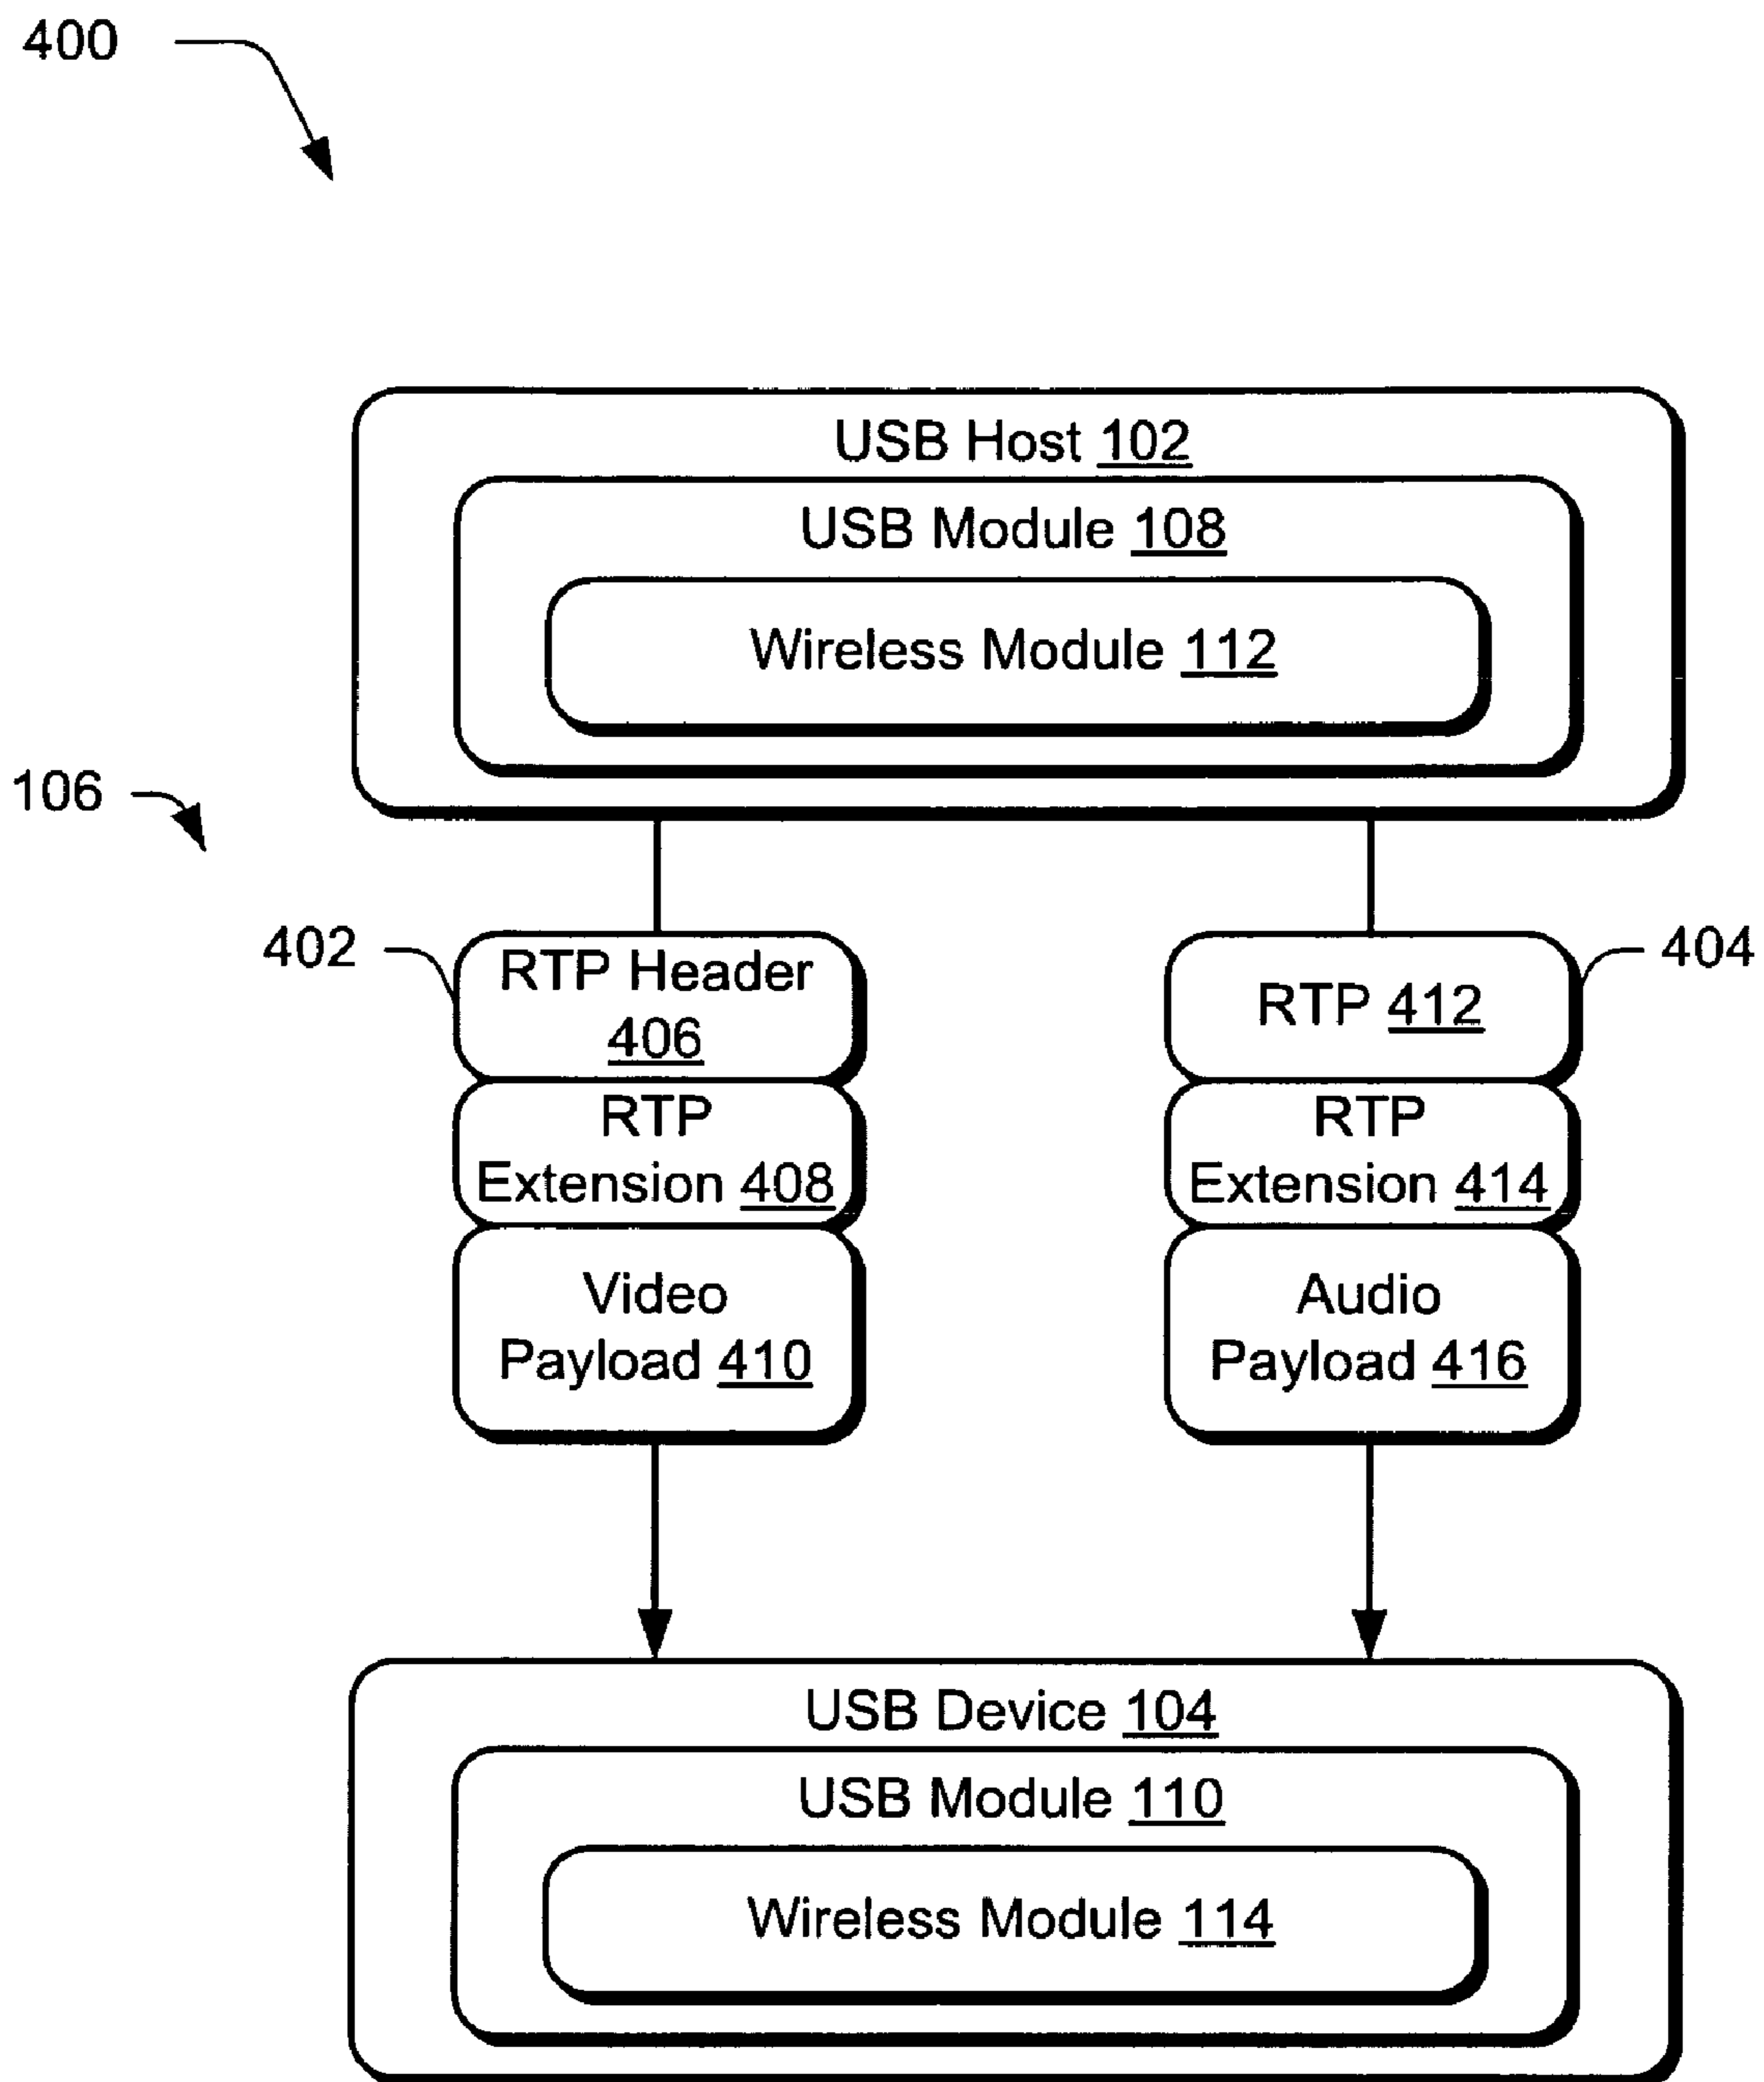 400
USB Host 102
USB Module 108
Wireless Module 112
106
402
RTP Header
406
RTP
Extension 408
Video
Payload 410
404
RTP 412
RTP
Extension 414
Audio
Payload 416
USB Device 104
USB Module 110
Wireless Module 114